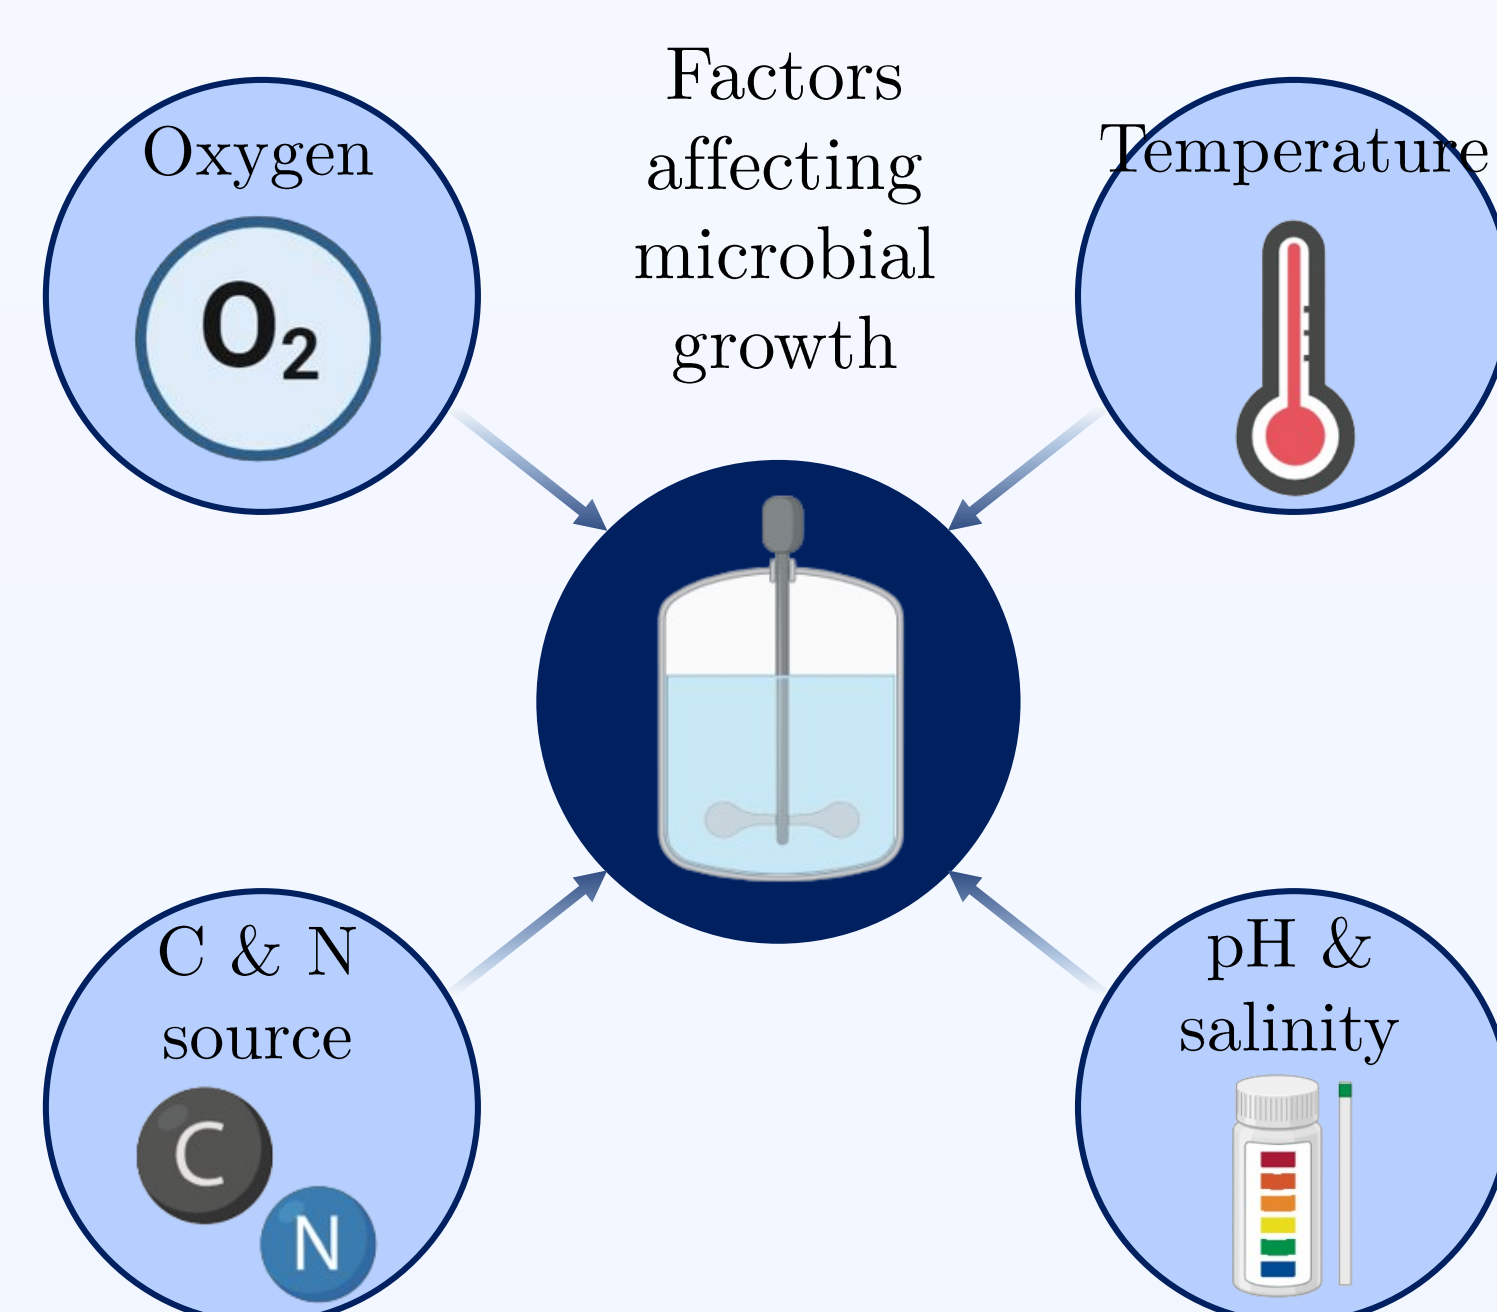 Factors
affecting
microbial
growth
Oxygen
O₂
Temperature
C & N
source
C
N
pH &
salinity